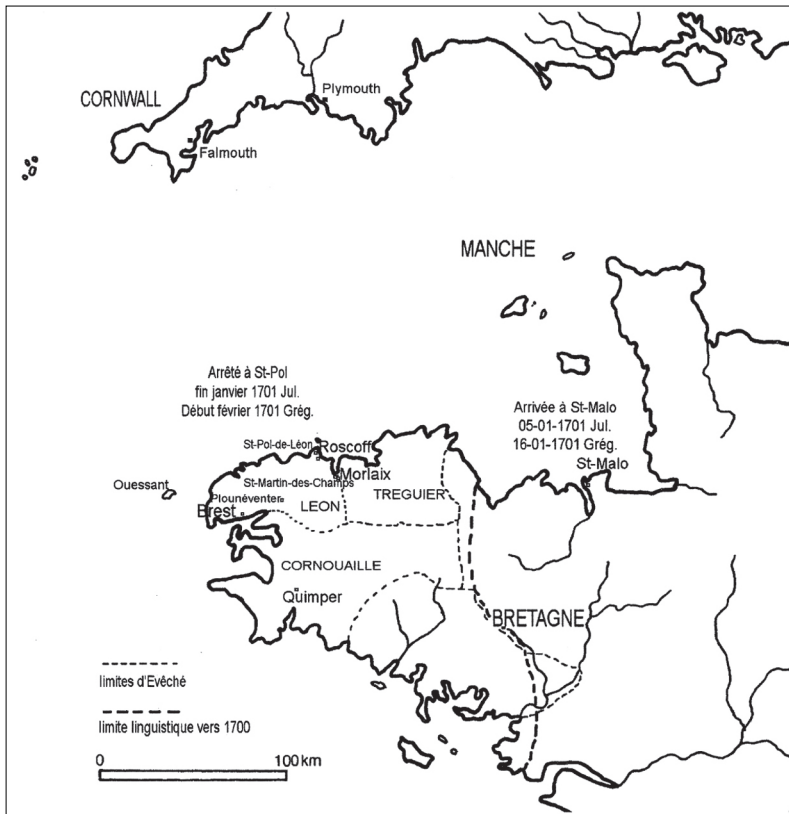 CORNWALL
Plymouth
Falmouth
MANCHE
Arrêté à St-Pol
fin janvier 1701 Jul.
Début février 1701 Grég.
Arrivée à St-Malo
05-01-1701 Jul.
16-01-1701 Grég.
St-Malo
St-Pol-de-Léon
Roscoff
Morlaix
Ouessant
St-Martin-des-Champs
Plounéventer
LEON
TREGUIER
Brest
CORNOUAILLE
Quimper
BRETAGNE
limites d'Evêché
limite linguistique vers 1700
0 100 km